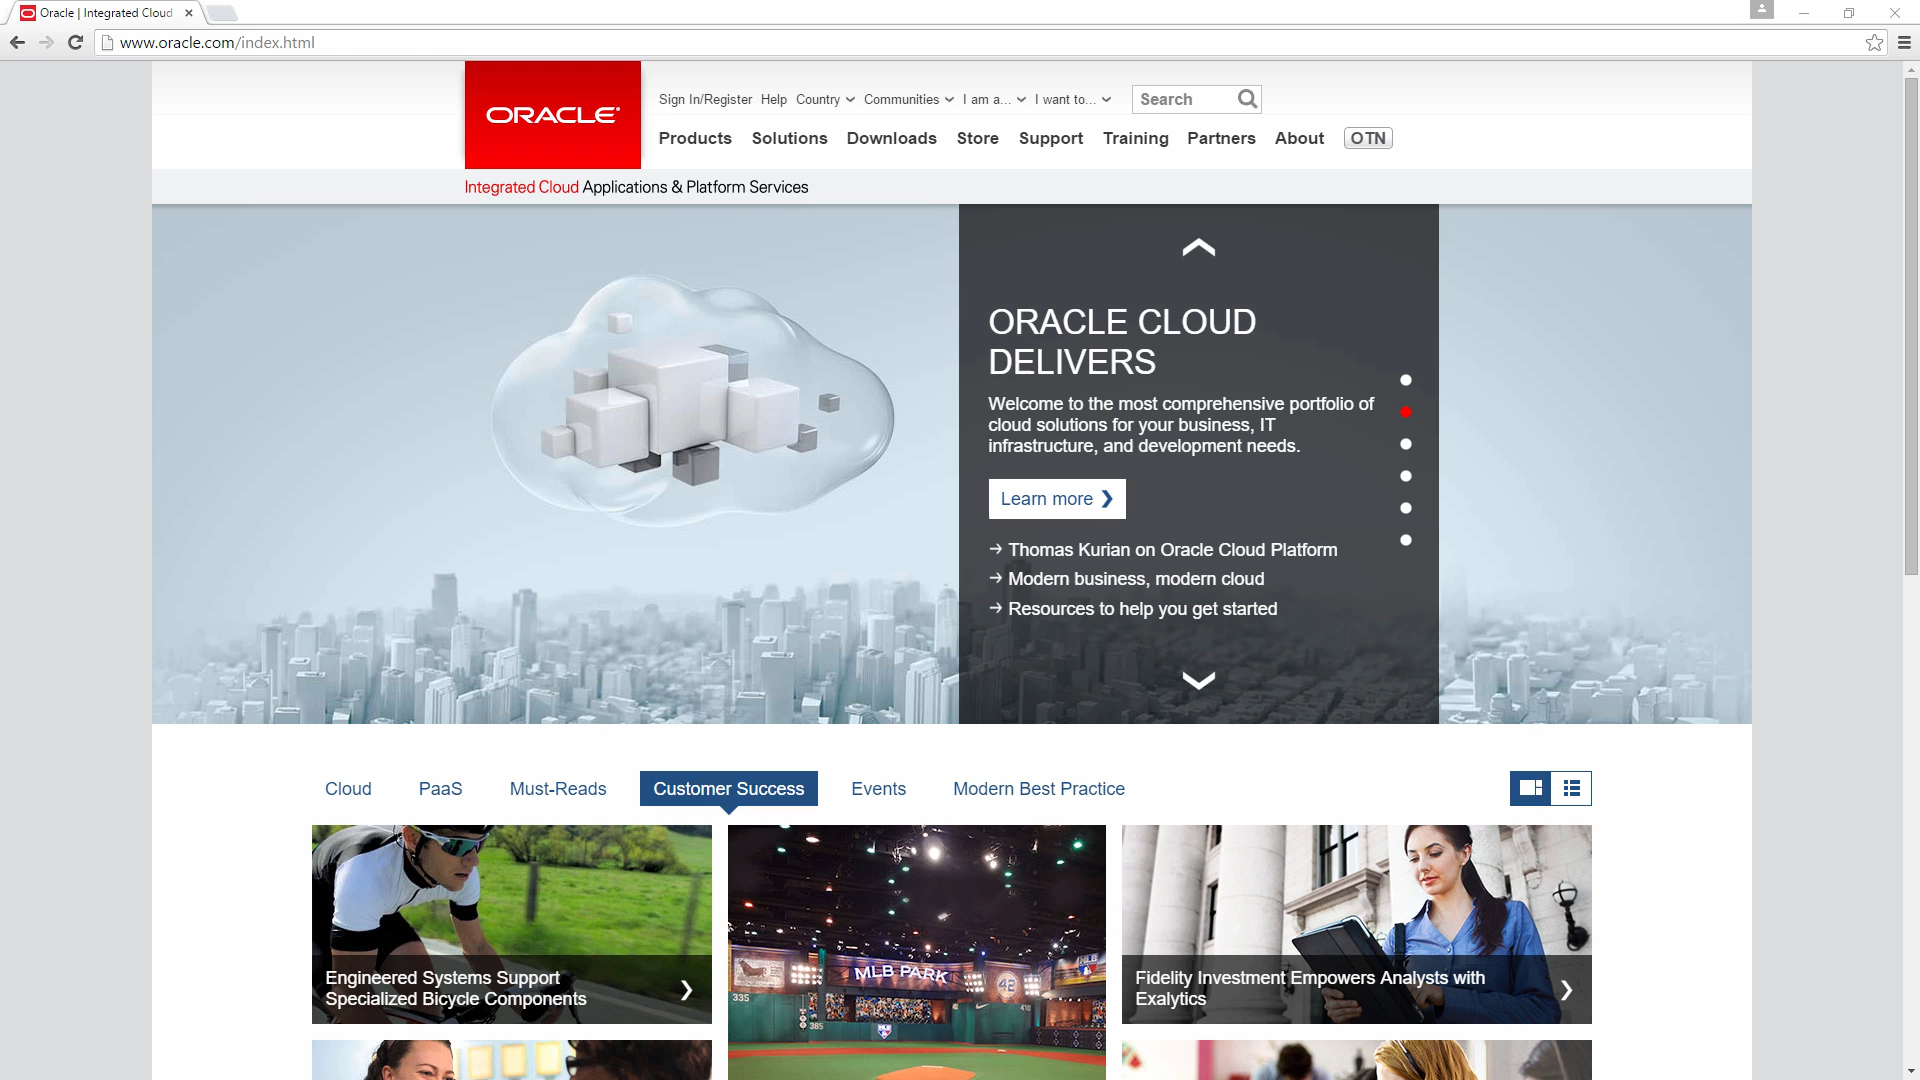 Oracle | Integrated Cloud
www.oracle.com/index.html
ORACLE
Sign In/Register Help Country Communities I am a... I want to... Search
Products Solutions Downloads Store Support Training Partners About OTN
Integrated Cloud Applications & Platform Services
ORACLE CLOUD
DELIVERS
Welcome to the most comprehensive portfolio of
cloud solutions for your business, IT
infrastructure, and development needs.
Learn more
Thomas Kurian on Oracle Cloud Platform
Modern business, modern cloud
Resources to help you get started
Cloud PaaS Must-Reads Customer Success Events Modern Best Practice
Engineered Systems Support
Specialized Bicycle Components
MLB PARK
MLB
42
335
385
410
Fidelity Investment Empowers Analysts with
Exalytics